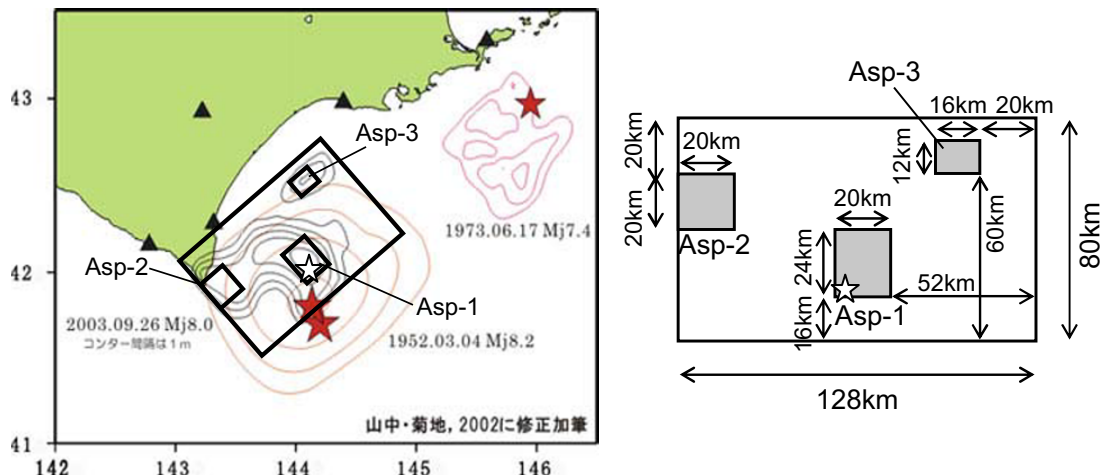 43
42
41
142
143
144
145
146
Asp-3
Asp-2
Asp-1
1973.06.17 Mj7.4
2003.09.26 Mj8.0
コンター間隔は1m
1952.03.04 Mj8.2
山中・菊地, 2002に修正加筆
Asp-3
16km
20km
20km
20km
12km
20km
20km
Asp-2
24km
60km
80km
52km
Asp-1
16km
128km